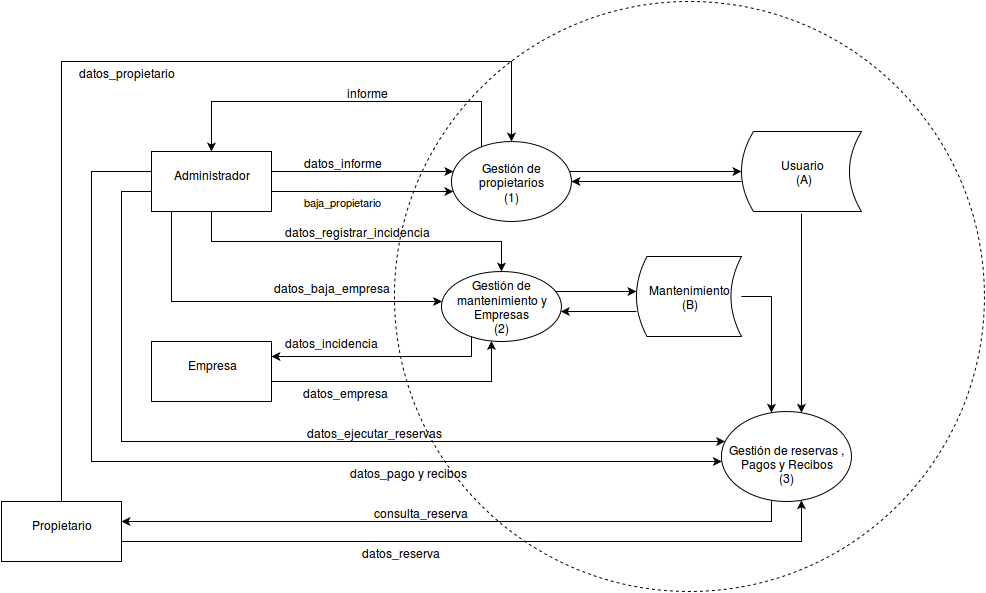 datos_propietario
informe
Administrador
datos_informe
baja_propietario
Gestión de
propietarios
(1)
Usuario
(A)
datos_registrar_incidencia
datos_baja_empresa
Gestión de
mantenimiento y
Empresas
(2)
Mantenimiento
(B)
Empresa
datos_incidencia
datos_empresa
datos_ejecutar_reservas
datos_pago y recibos
Gestión de reservas ,
Pagos y Recibos
(3)
Propietario
consulta_reserva
datos_reserva